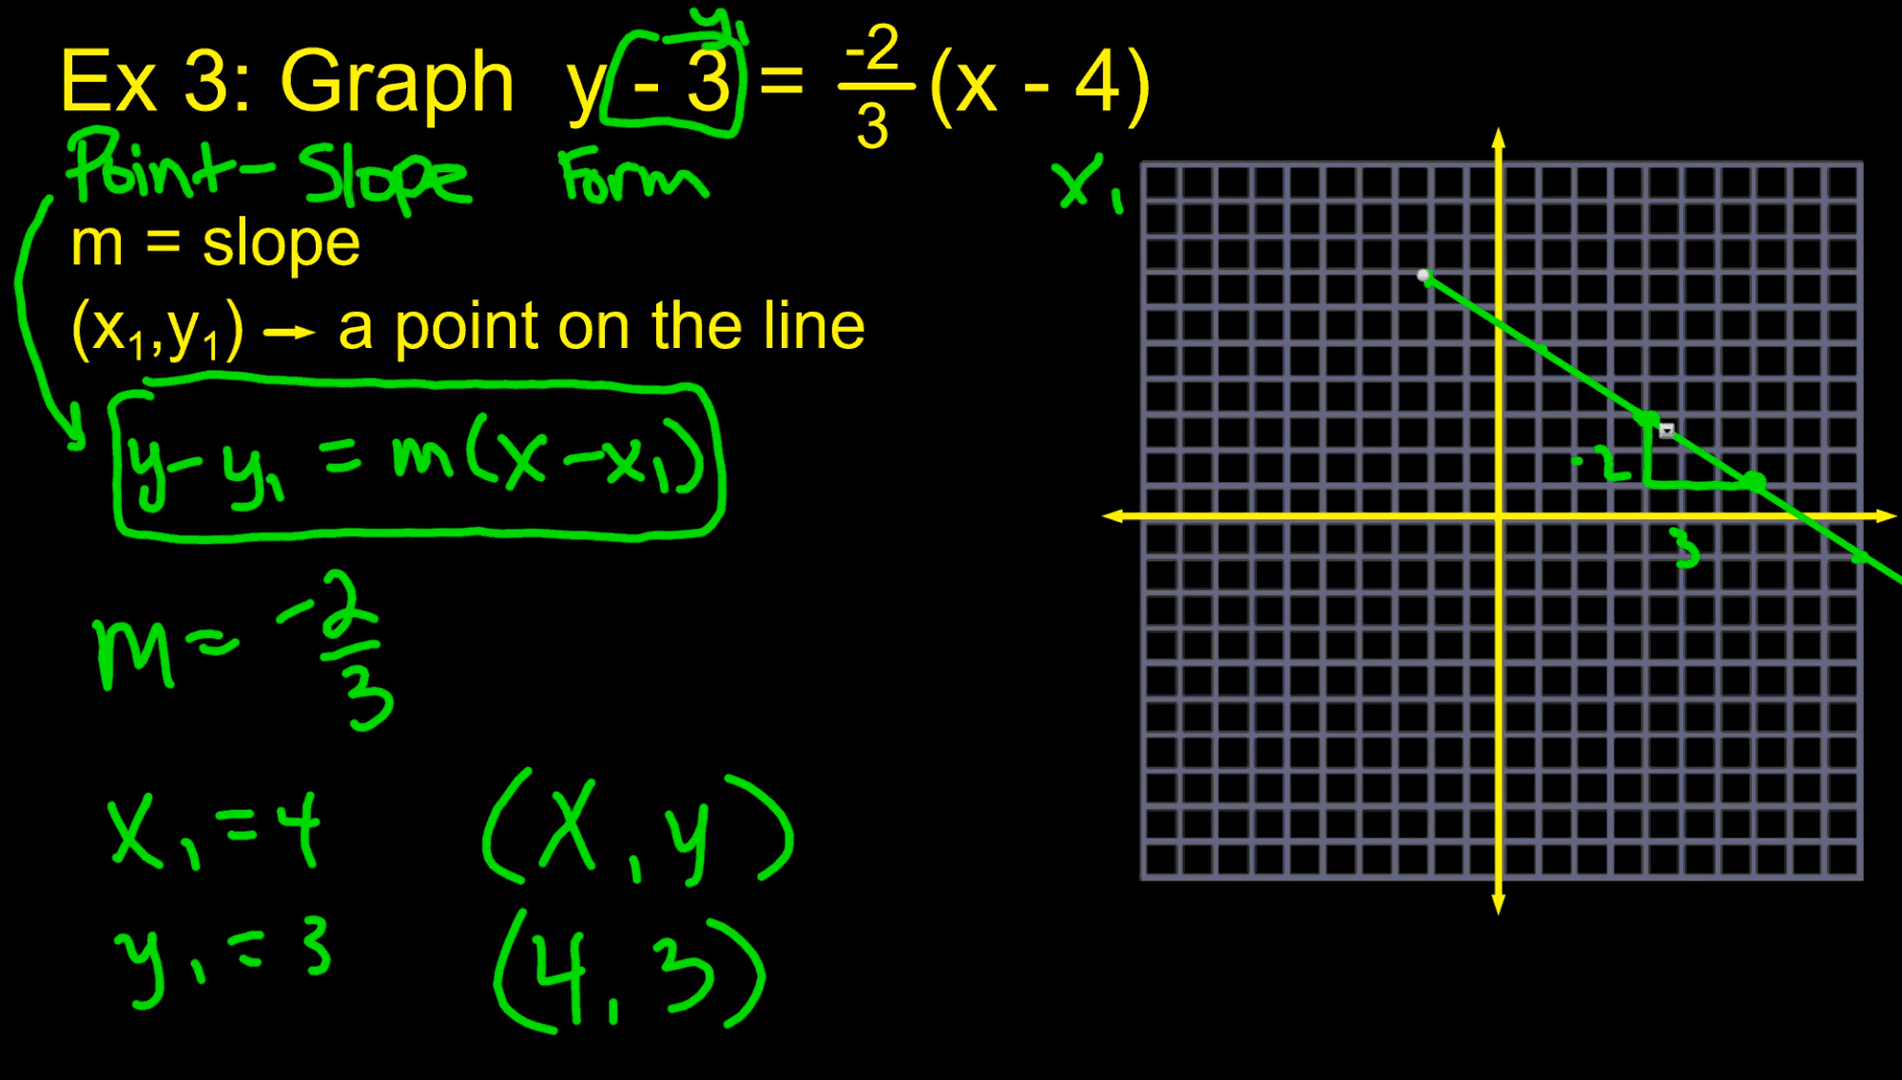 y₁
Ex 3: Graph y - 3 = -2/3 (x - 4)
Point-Slope Form x₁
m = slope
(x₁,y₁) → a point on the line
y - y₁ = m(x - x₁)
-2
3
m = -2/3
x₁ = 4 (x, y)
y₁ = 3 (4, 3)